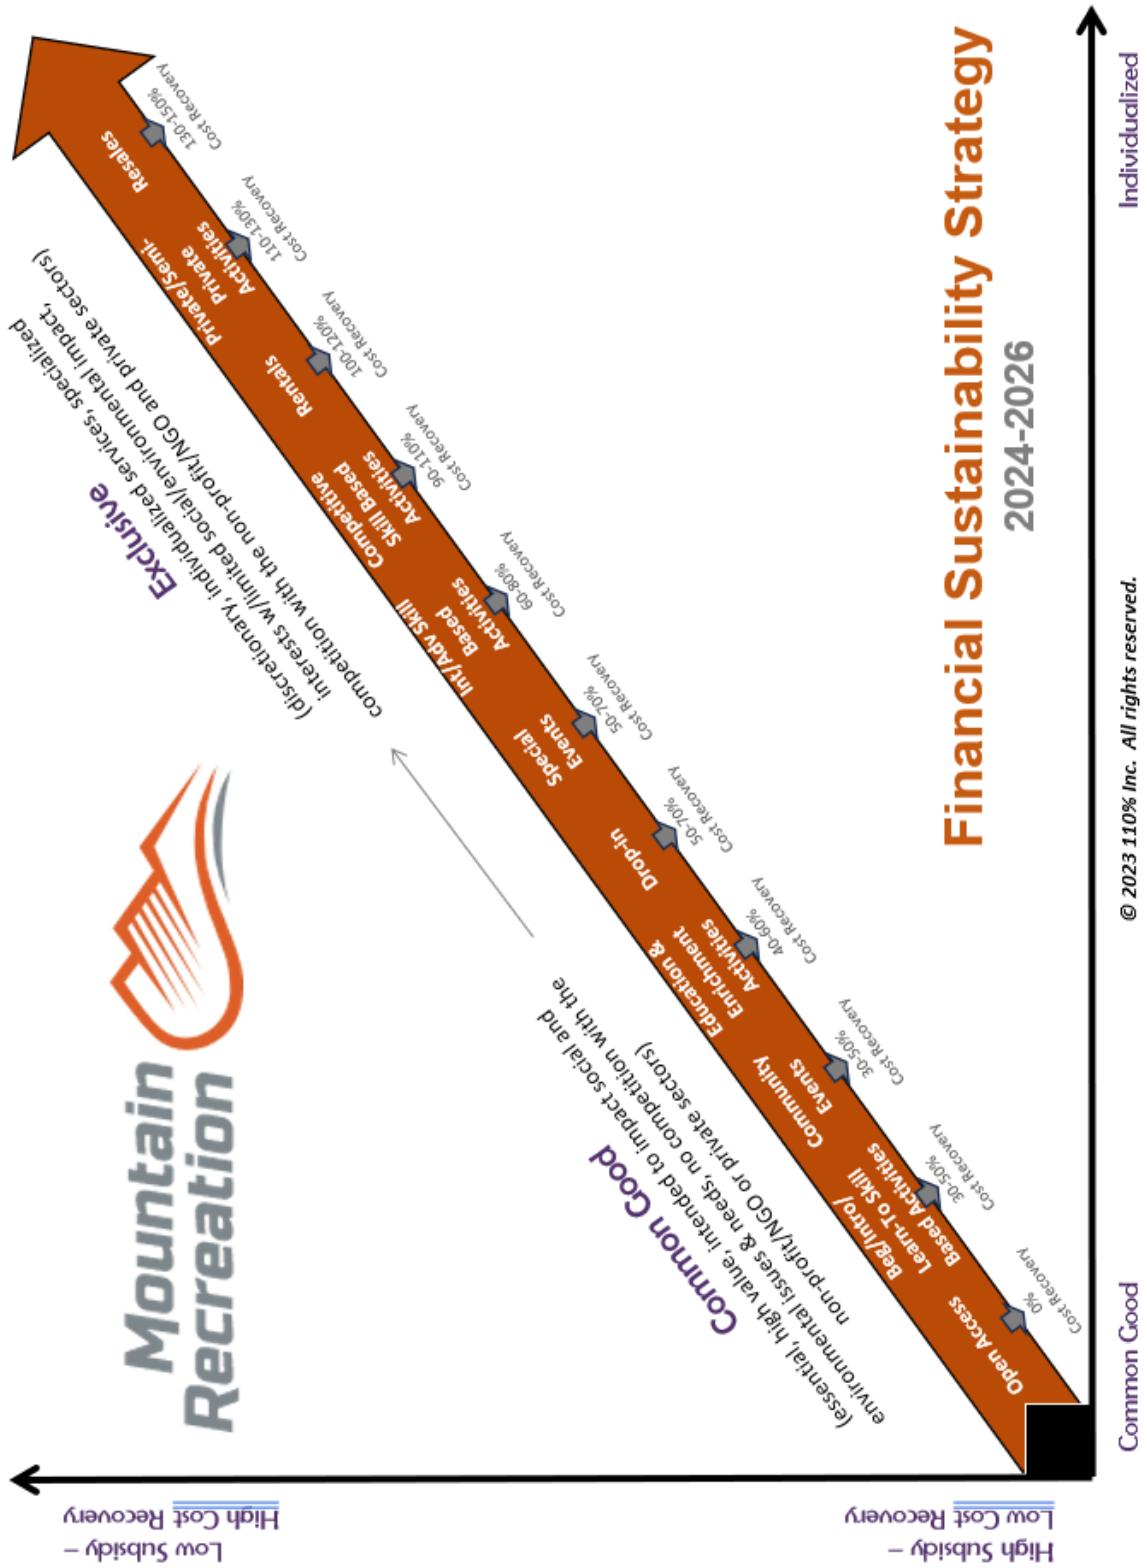 Mountain
Recreation
Low Subsidy –
High Cost Recovery
High Subsidy –
Low Cost Recovery
Exclusive
(discretionary, individualized services, specialized
interests w/limited social/environmental impact,
competition with the non-profit/NGO and private sectors)
Common Good
(essential, high value, intended to impact social and
environmental issues & needs, no competition with the
non-profit/NGO or private sectors)
Open Access
0%
Cost Recovery
Beg/Intro/
Learn-To Skill
Based Activities
30-50%
Cost Recovery
Community
Events
30-50%
Cost Recovery
Education &
Enrichment
Activities
40-60%
Cost Recovery
Drop-in
50-70%
Cost Recovery
Special
Events
50-70%
Cost Recovery
Int/Adv Skill
Based
Activities
60-80%
Cost Recovery
Competitive
Skill Based
Activities
90-110%
Cost Recovery
Rentals
100-120%
Cost Recovery
Private/Semi-
Private
Activities
110-130%
Cost Recovery
Resales
130-150%
Cost Recovery
Financial Sustainability Strategy
2024-2026
Common Good
Individualized
© 2023 110% Inc. All rights reserved.